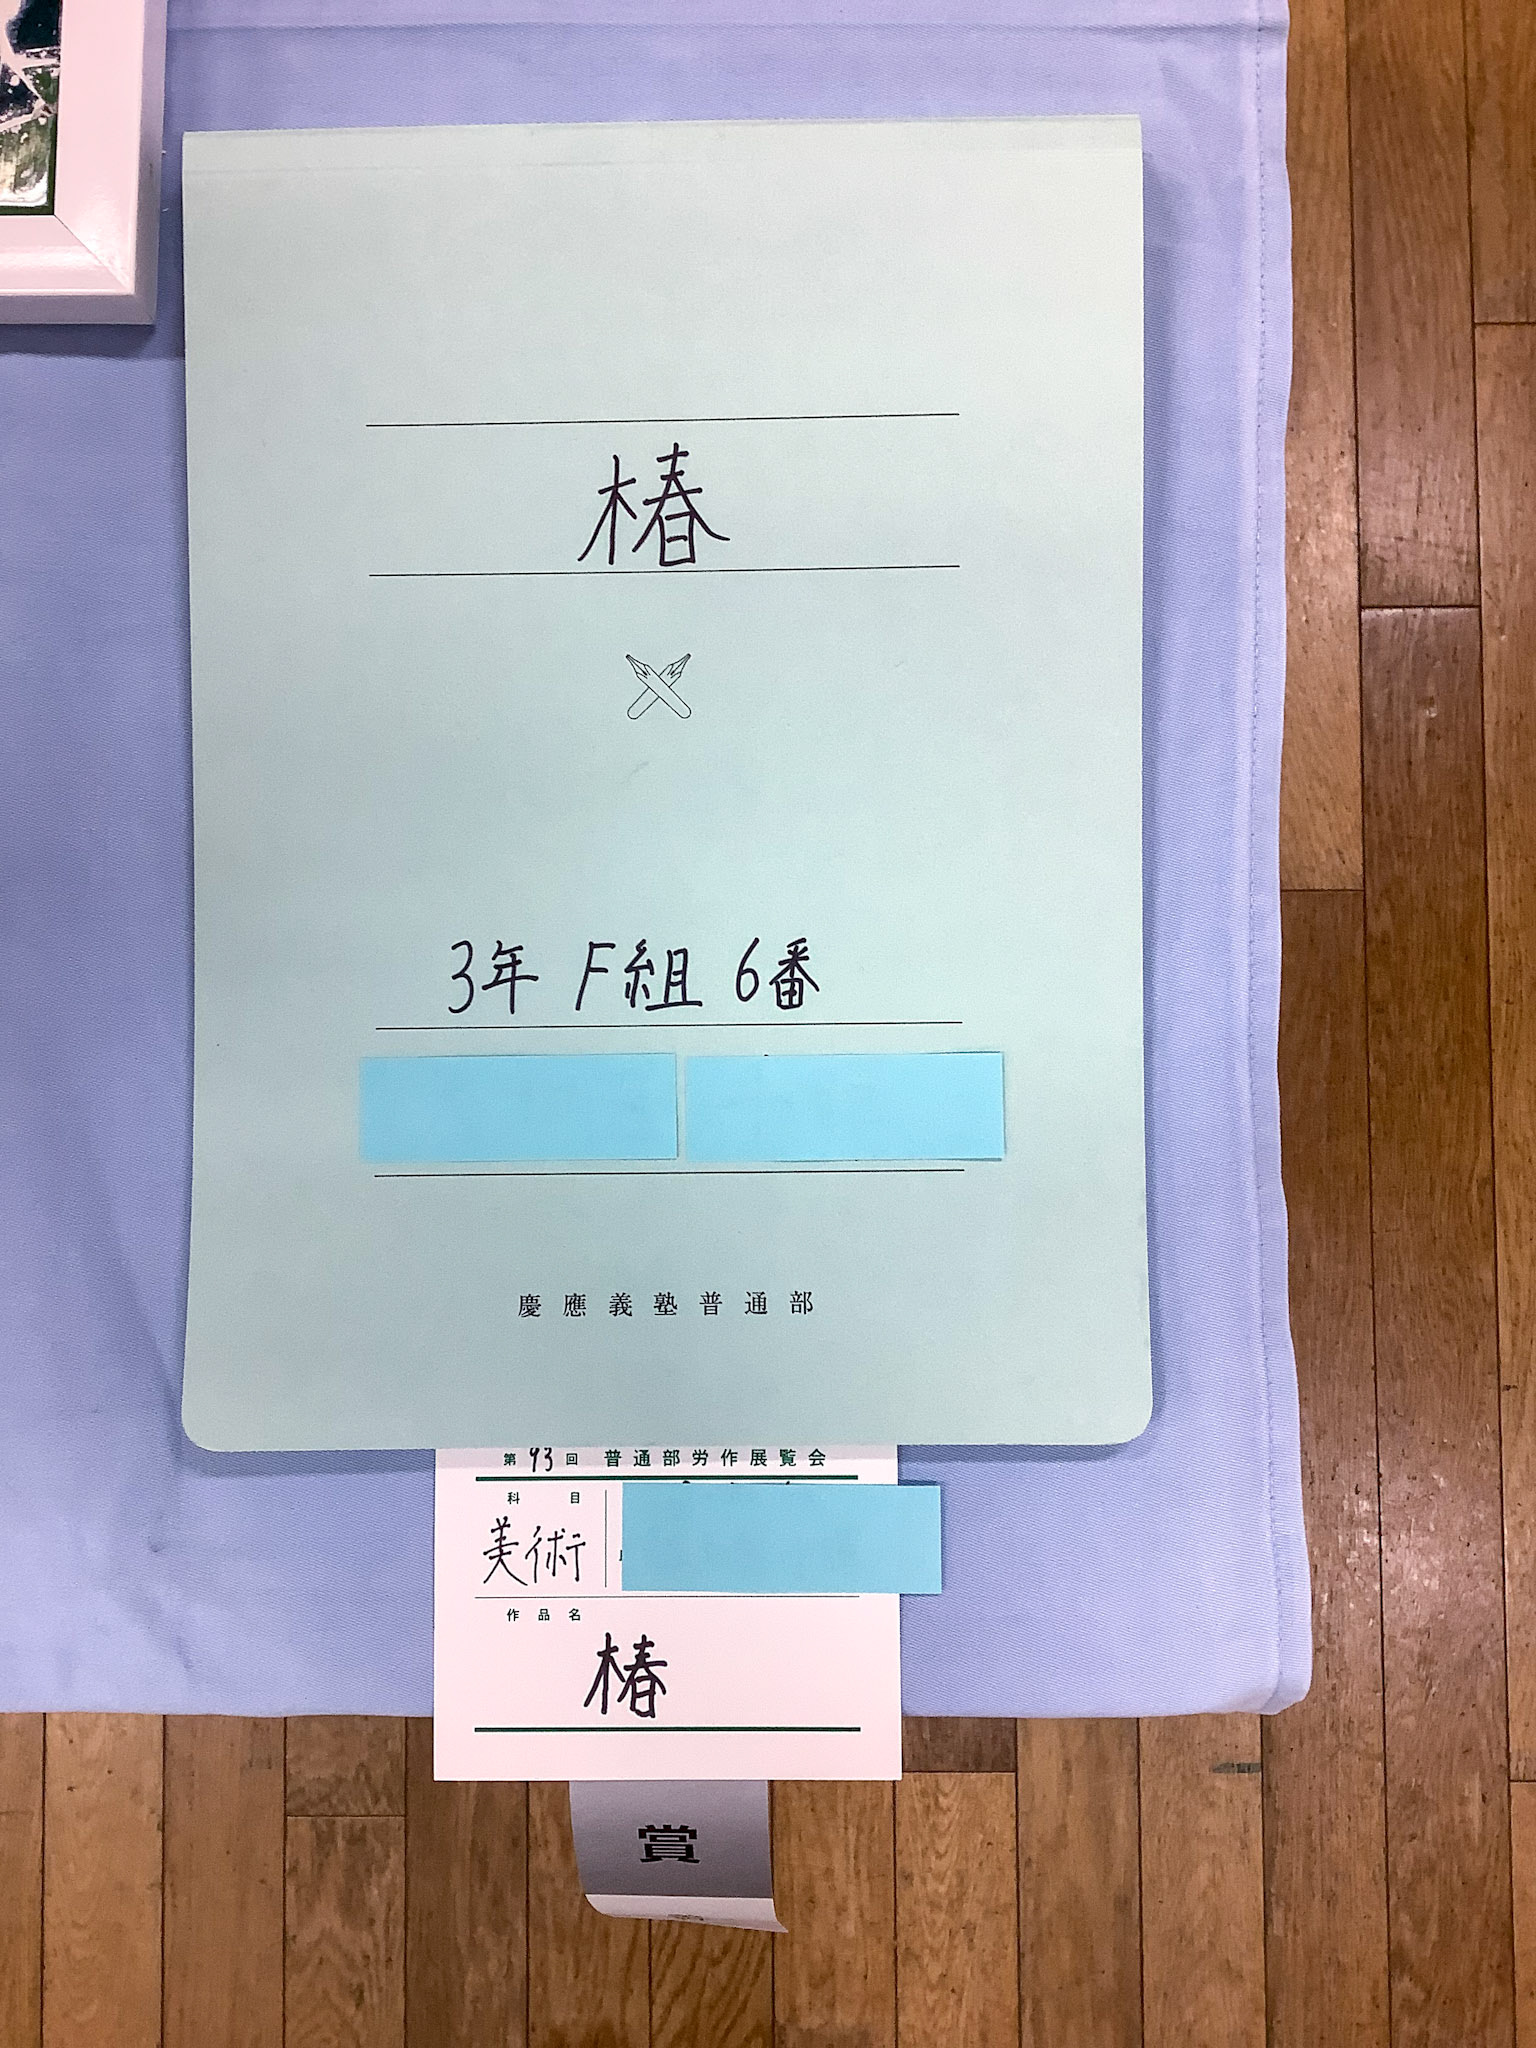 椿
3年 F組 6番
慶應義塾普通部
第93回 普通部労作展覧会
科目
美術
作品名
椿
賞